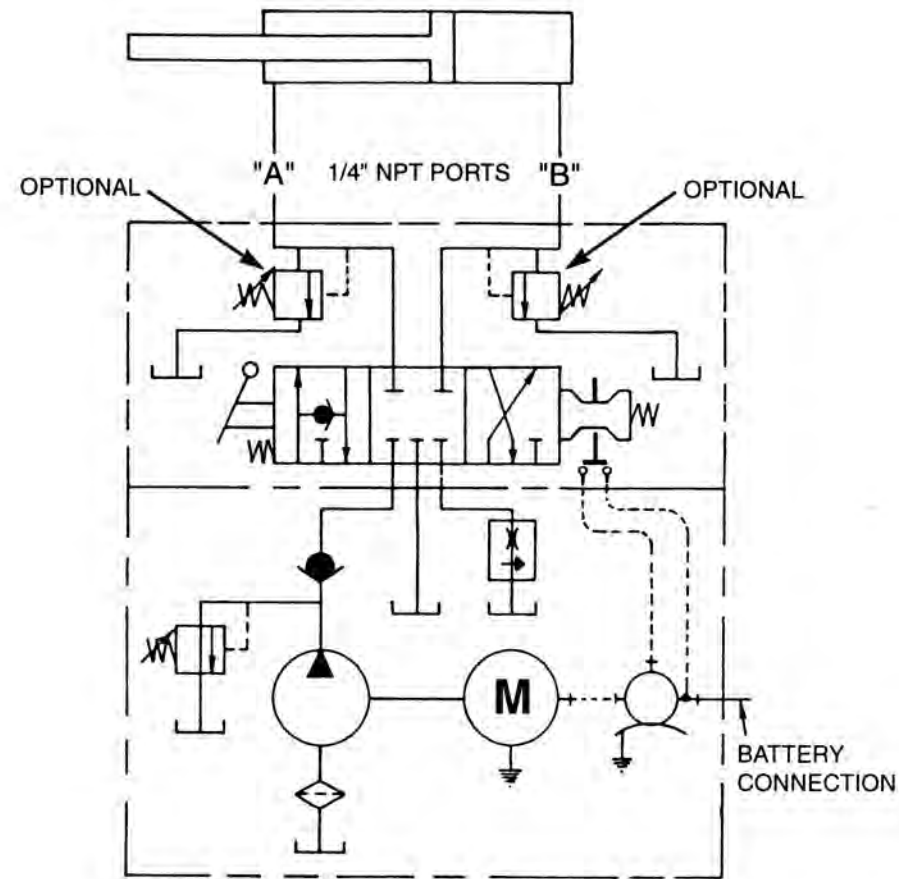 "A" 1/4" NPT PORTS "B"
OPTIONAL
OPTIONAL
M
BATTERY
CONNECTION